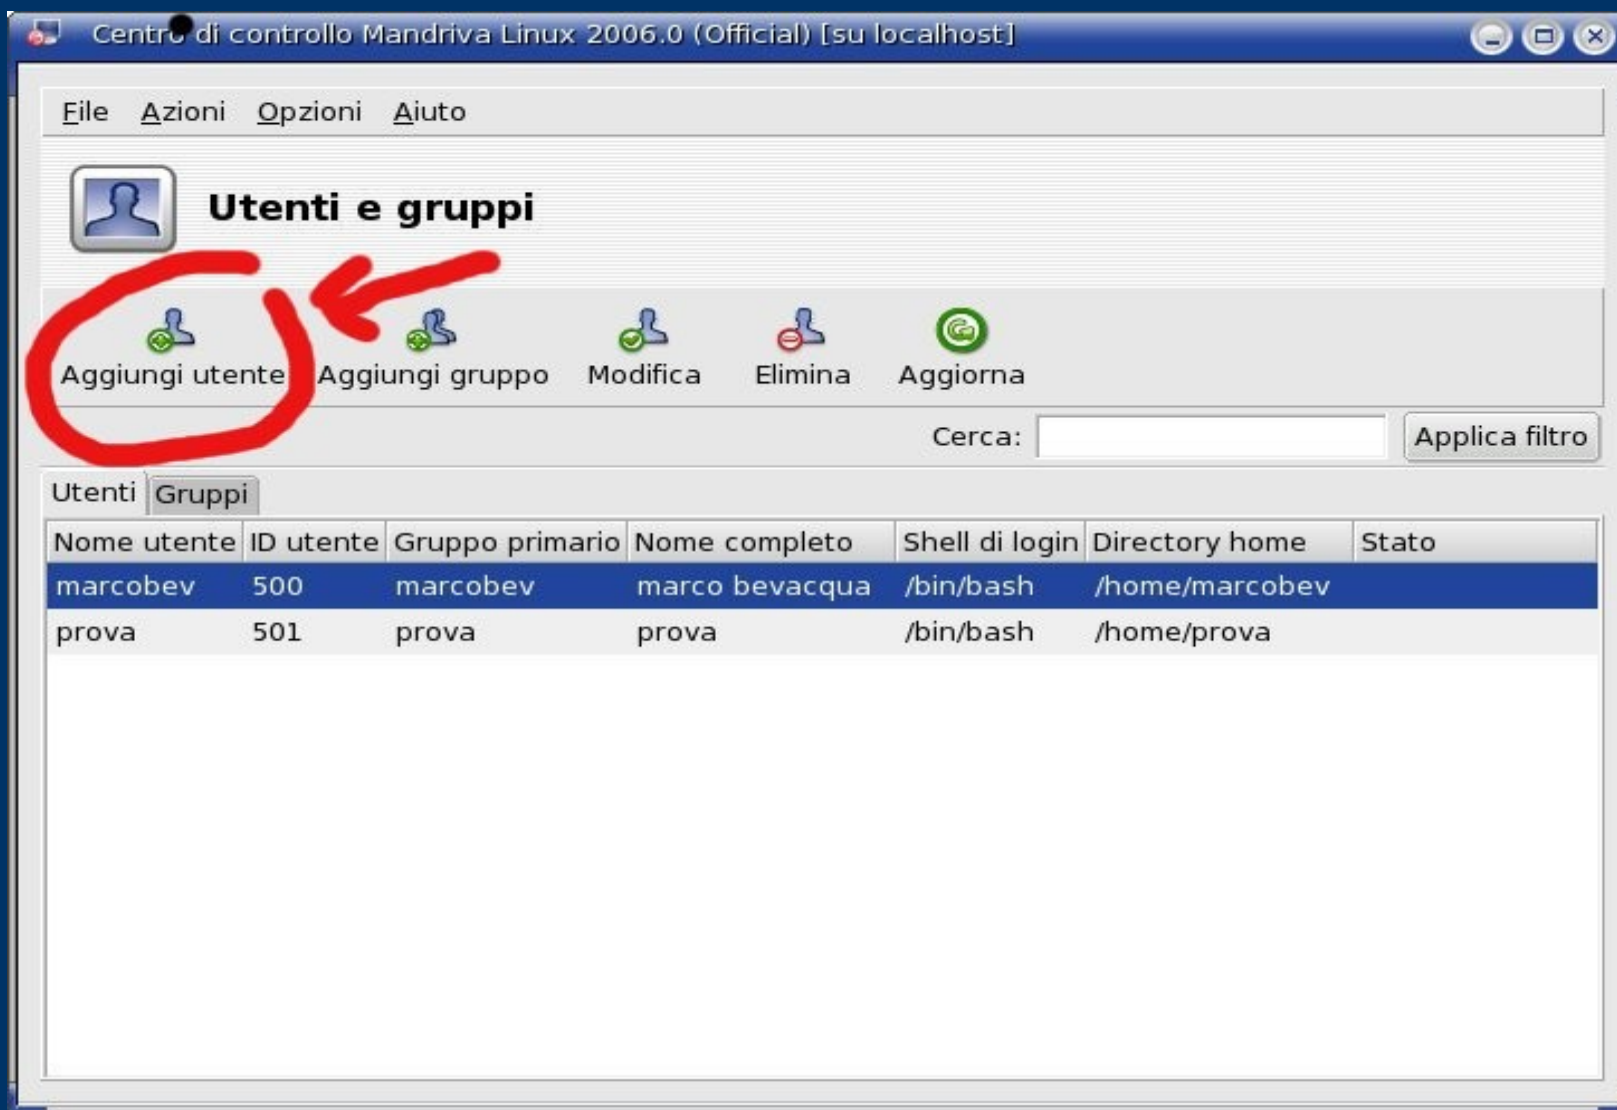 Centro di controllo Mandriva Linux 2006.0 (Official) [su localhost]
File Azioni Opzioni Aiuto
Utenti e gruppi
Aggiungi utente Aggiungi gruppo Modifica Elimina Aggiorna
Cerca: Applica filtro
Utenti Gruppi
Nome utente ID utente Gruppo primario Nome completo Shell di login Directory home Stato
marcobev 500 marcobev marco bevacqua /bin/bash /home/marcobev
prova 501 prova prova /bin/bash /home/prova